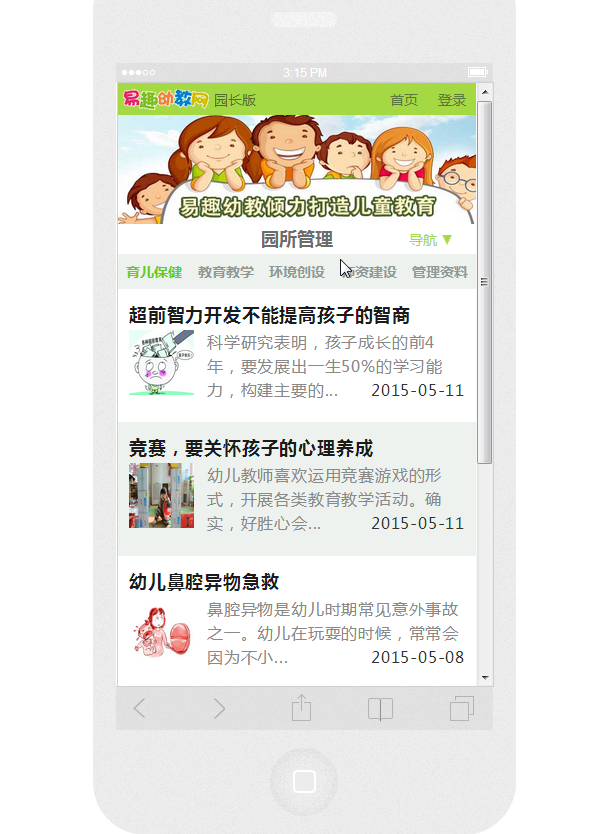 3:15 PM
易趣幼教网 园长版 首页 登录
易趣幼教倾力打造儿童教育
园所管理 导航 ▼
育儿保健 教育教学 环境创设 师资建设 管理资料
超前智力开发不能提高孩子的智商
科学研究表明，孩子成长的前4
年，要发展出一生50%的学习能
力，构建主要的... 2015-05-11
竞赛，要关怀孩子的心理养成
幼儿教师喜欢运用竞赛游戏的形
式，开展各类教育教学活动。确
实，好胜心会... 2015-05-11
幼儿鼻腔异物急救
鼻腔异物是幼儿时期常见意外事故
之一。幼儿在玩耍的时候，常常会
因为不小... 2015-05-08